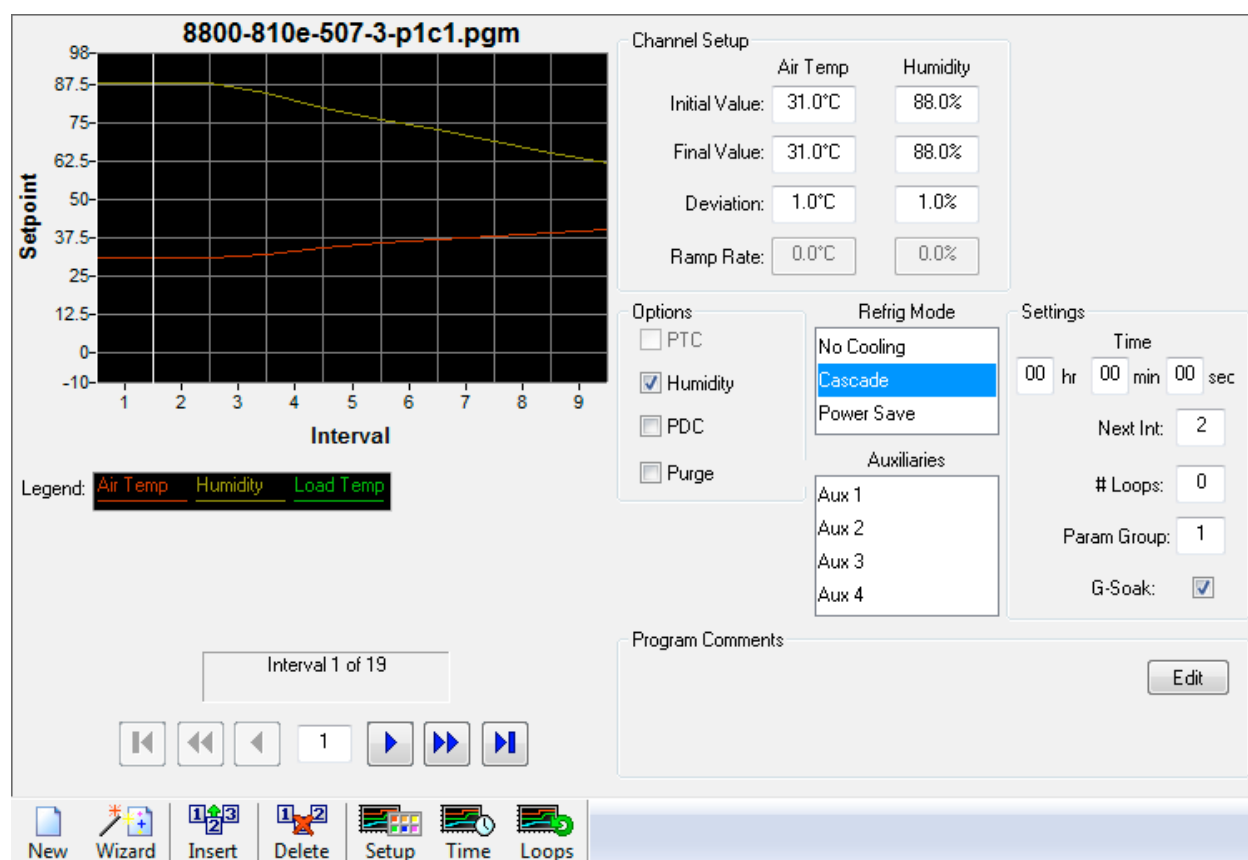 8800-810e-507-3-p1c1.pgm
98
87.5
75
62.5
50
37.5
25
12.5
0
-10
Setpoint
1 2 3 4 5 6 7 8 9
Interval
Legend: Air Temp Humidity Load Temp
Interval 1 of 19
1
Channel Setup
Air Temp Humidity
Initial Value: 31.0°C 88.0%
Final Value: 31.0°C 88.0%
Deviation: 1.0°C 1.0%
Ramp Rate: 0.0°C 0.0%
Options
PTC
Humidity
PDC
Purge
Refrig Mode
No Cooling
Cascade
Power Save
Auxiliaries
Aux 1
Aux 2
Aux 3
Aux 4
Settings
Time
00 hr 00 min 00 sec
Next Int: 2
# Loops: 0
Param Group: 1
G-Soak:
Program Comments
Edit
1 2 3
1 2
New Wizard Insert Delete Setup Time Loops